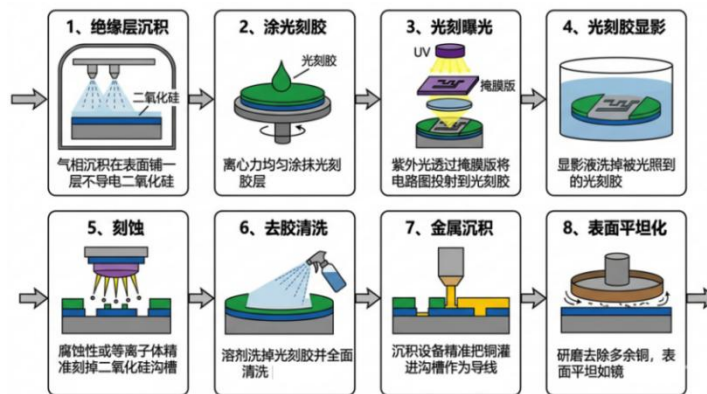 1、绝缘层沉积
二氧化硅
气相沉积在表面铺一
层不导电二氧化硅
2、涂光刻胶
光刻胶
离心力均匀涂抹光刻
胶层
3、光刻曝光
UV
掩膜版
紫外光透过掩膜版将
电路图投射到光刻胶
4、光刻胶显影
显影液洗掉被光照到
的光刻胶
5、刻蚀
腐蚀性或等离子体精
准刻掉二氧化硅沟槽
6、去胶清洗
溶剂洗掉光刻胶并全面
清洗
7、金属沉积
沉积设备精准把铜灌
进沟槽作为导线
8、表面平坦化
研磨去除多余铜，表
面平坦如镜